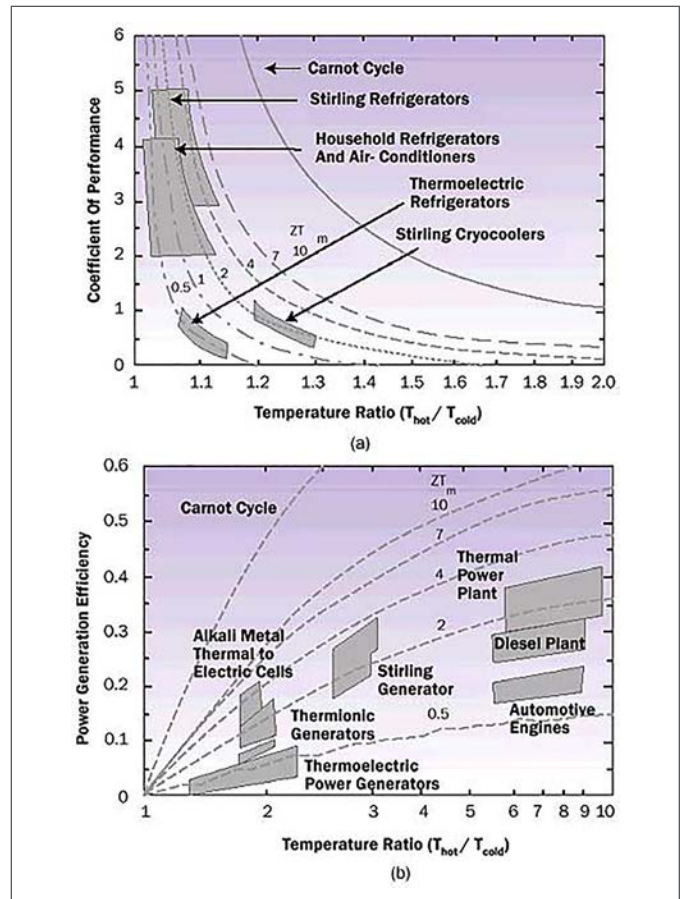 6
Carnot Cycle
5
Stirling Refrigerators
4
Household Refrigerators
And Air- Conditioners
Coefficient Of Performance
Thermoelectric
Refrigerators
3
ZT m
10
Stirling Cryocoolers
2
7
4
2
1
0.5
1
0
1 1.1 1.2 1.3 1.4 1.5 1.6 1.7 1.8 1.9 2.0
Temperature Ratio (Thot / Tcold)
(a)
0.6
ZT m
Carnot Cycle
10
0.5
7
Thermal
Power
Plant
0.4
4
Power Generation Efficiency
2
0.3
Alkali Metal
Thermal to
Electric Cells
Diesel Plant
Stirling
Generator
0.2
Thermionic
Generators
0.5
Automotive
Engines
0.1
Thermoelectric
Power Generators
0
1 2 3 4 5 6 7 8 9 10
Temperature Ratio (Thot / Tcold)
(b)